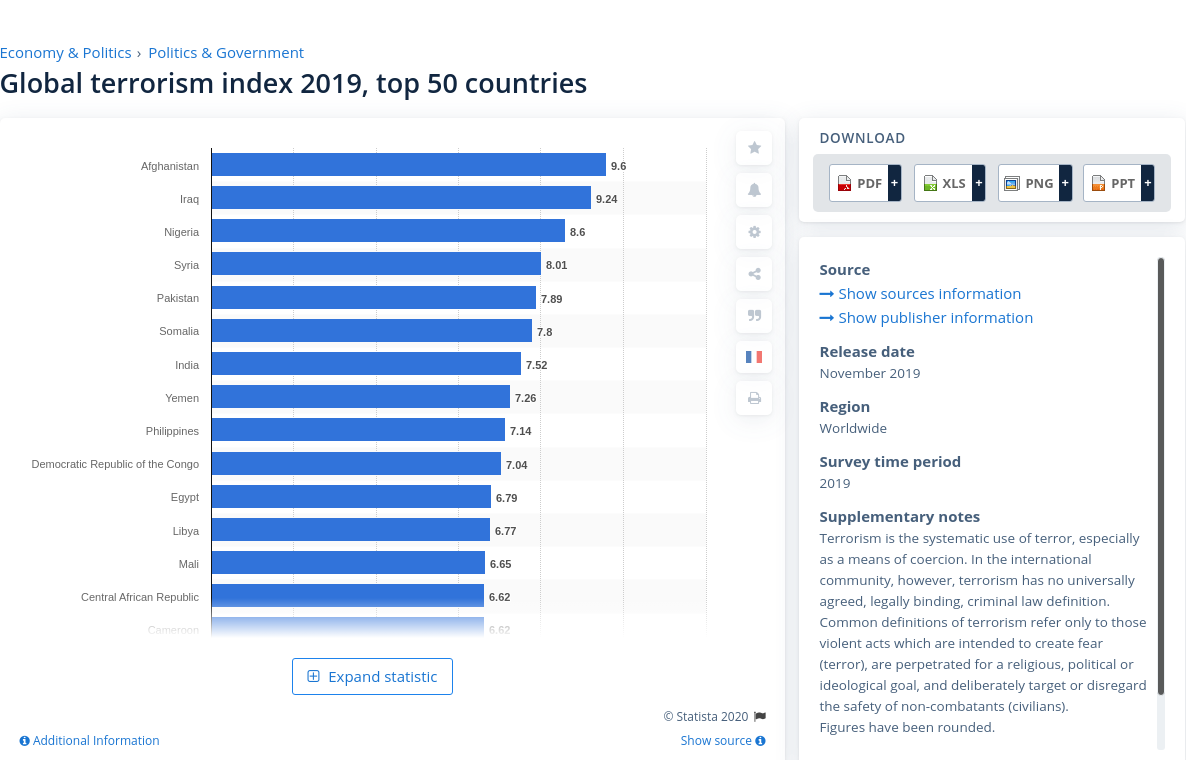 Economy & Politics › Politics & Government
Global terrorism index 2019, top 50 countries
Afghanistan 9.6
Iraq 9.24
Nigeria 8.6
Syria 8.01
Pakistan 7.89
Somalia 7.8
India 7.52
Yemen 7.26
Philippines 7.14
Democratic Republic of the Congo 7.04
Egypt 6.79
Libya 6.77
Mali 6.65
Central African Republic 6.62
Cameroon 6.62
Expand statistic
© Statista 2020
Additional Information
Show source
DOWNLOAD
PDF + XLS + PNG + PPT +
Source
Show sources information
Show publisher information
Release date
November 2019
Region
Worldwide
Survey time period
2019
Supplementary notes
Terrorism is the systematic use of terror, especially
as a means of coercion. In the international
community, however, terrorism has no universally
agreed, legally binding, criminal law definition.
Common definitions of terrorism refer only to those
violent acts which are intended to create fear
(terror), are perpetrated for a religious, political or
ideological goal, and deliberately target or disregard
the safety of non-combatants (civilians).
Figures have been rounded.